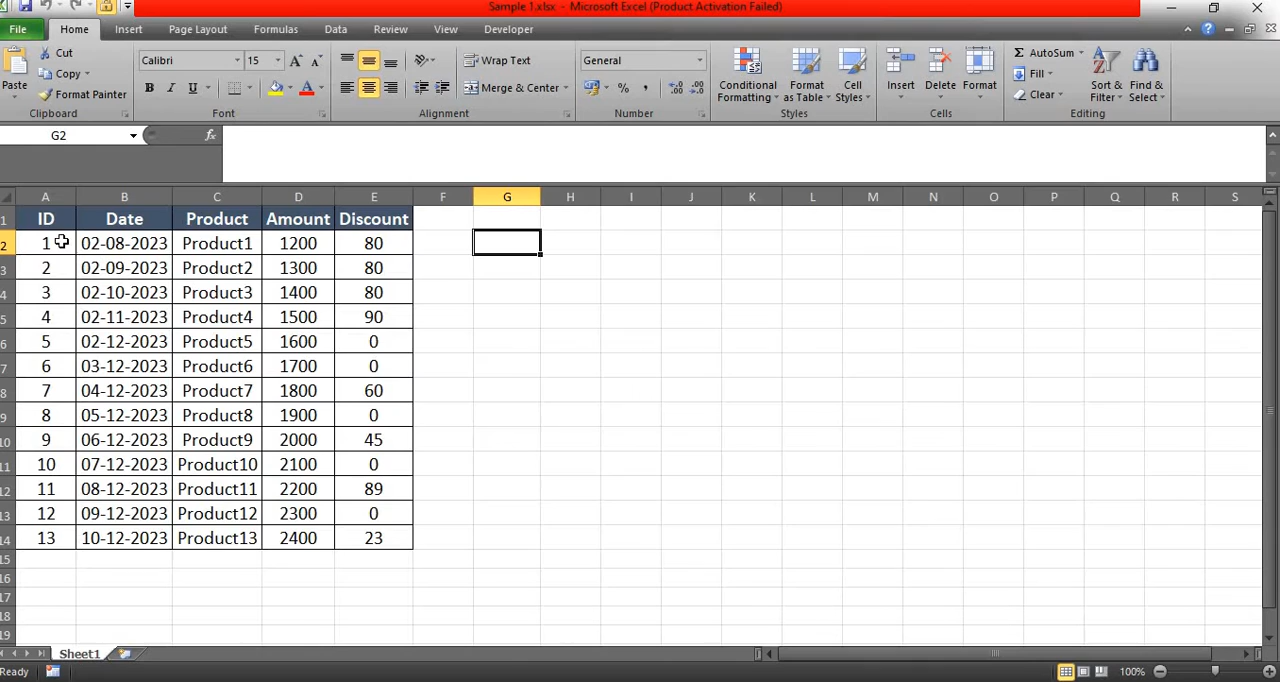 Sample 1.xlsx - Microsoft Excel (Product Activation Failed)
File Home Insert Page Layout Formulas Data Review View Developer
Cut Calibri 15 Wrap Text General AutoSum
Copy Fill
Paste Format Painter Merge & Center Conditional Formatting Format as Table Cell Styles Insert Delete Format Clear Sort & Filter Find & Select
Clipboard Font Alignment Number Styles Cells Editing
G2 fx
A B C D E F G H I J K L M N O P Q R S
1 ID Date Product Amount Discount
2 1 02-08-2023 Product1 1200 80
3 2 02-09-2023 Product2 1300 80
4 3 02-10-2023 Product3 1400 80
5 4 02-11-2023 Product4 1500 90
6 5 02-12-2023 Product5 1600 0
7 6 03-12-2023 Product6 1700 0
8 7 04-12-2023 Product7 1800 60
9 8 05-12-2023 Product8 1900 0
10 9 06-12-2023 Product9 2000 45
11 10 07-12-2023 Product10 2100 0
12 11 08-12-2023 Product11 2200 89
13 12 09-12-2023 Product12 2300 0
14 13 10-12-2023 Product13 2400 23
15
16
17
18
19
Sheet1
Ready 100%